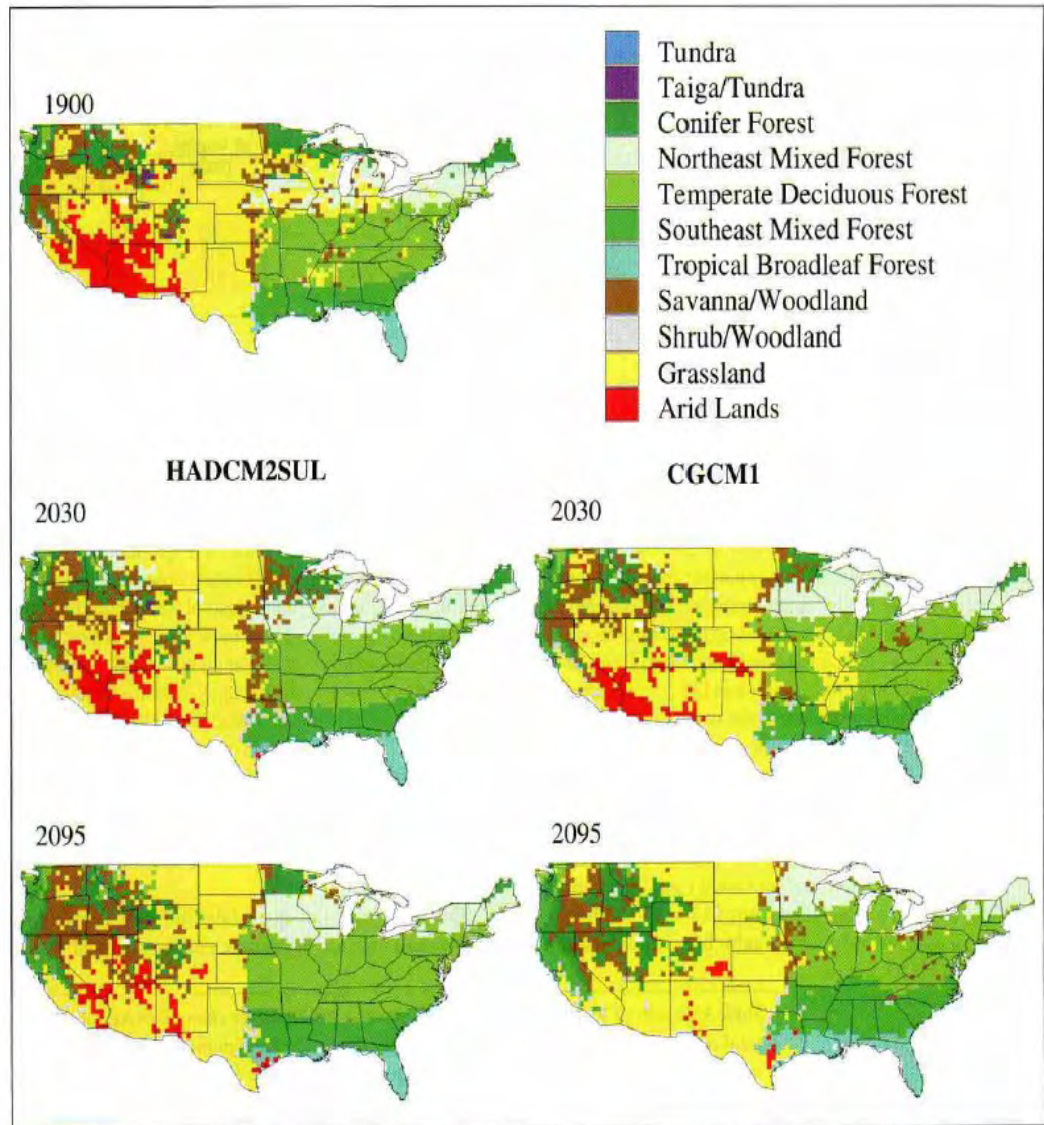 1900
Tundra
Taiga/Tundra
Conifer Forest
Northeast Mixed Forest
Temperate Deciduous Forest
Southeast Mixed Forest
Tropical Broadleaf Forest
Savanna/Woodland
Shrub/Woodland
Grassland
Arid Lands
HADCM2SUL
CGCM1
2030
2030
2095
2095